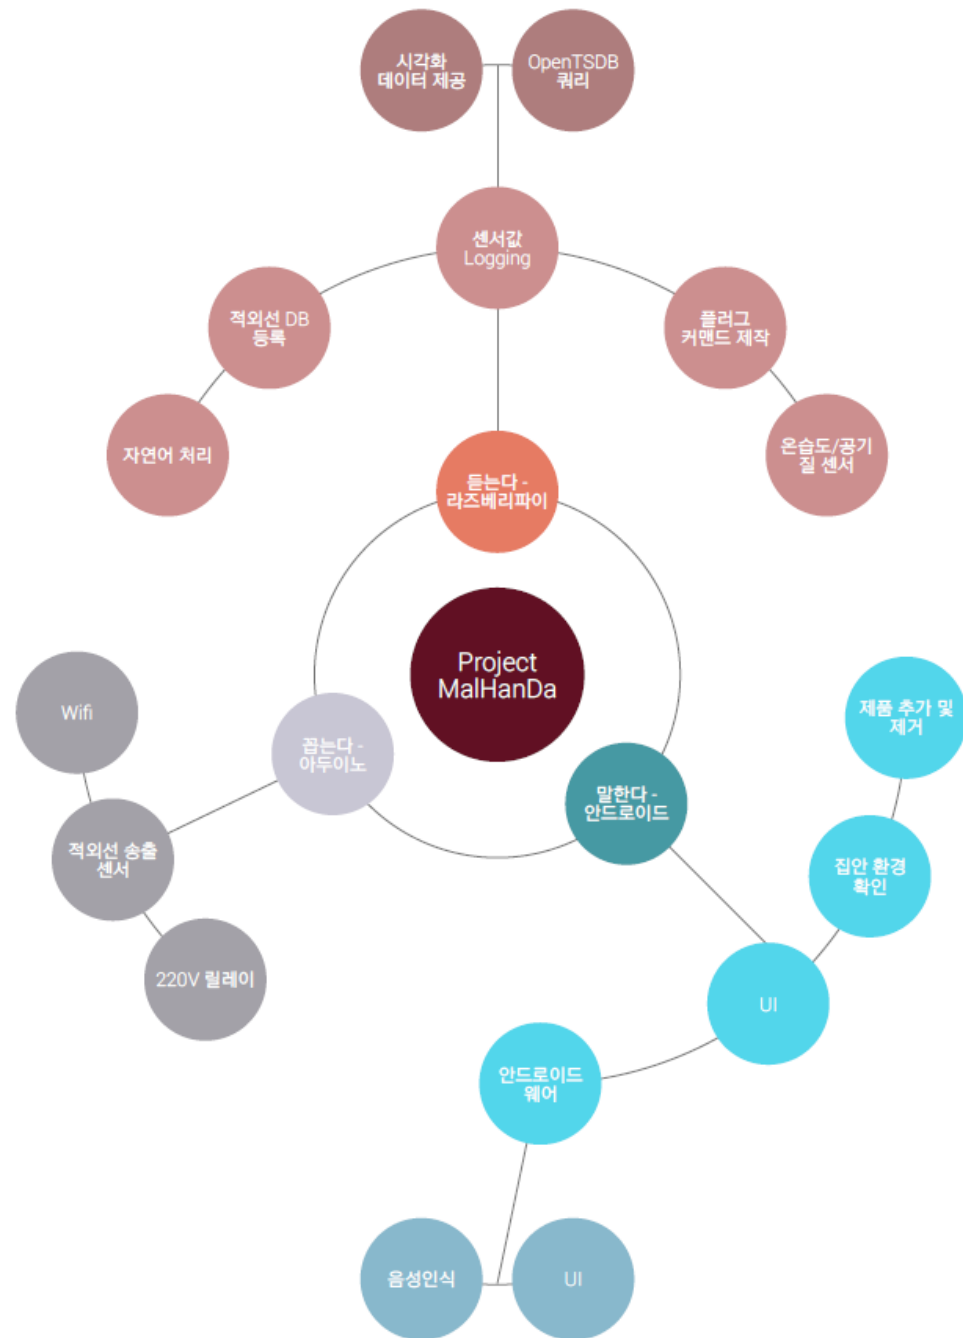 시각화
데이터 제공
OpenTSDB
쿼리
센서값
Logging
적외선 DB
등록
플러그
커맨드 제작
자연어 처리
온습도/공기
질 센서
듣는다 -
라즈베리파이
Project
MalHanDa
Wifi
꼽는다 -
아두이노
제품 추가 및
제거
말한다 -
안드로이드
적외선 송출
센서
집안 환경
확인
220V 릴레이
UI
안드로이드
웨어
음성인식
UI